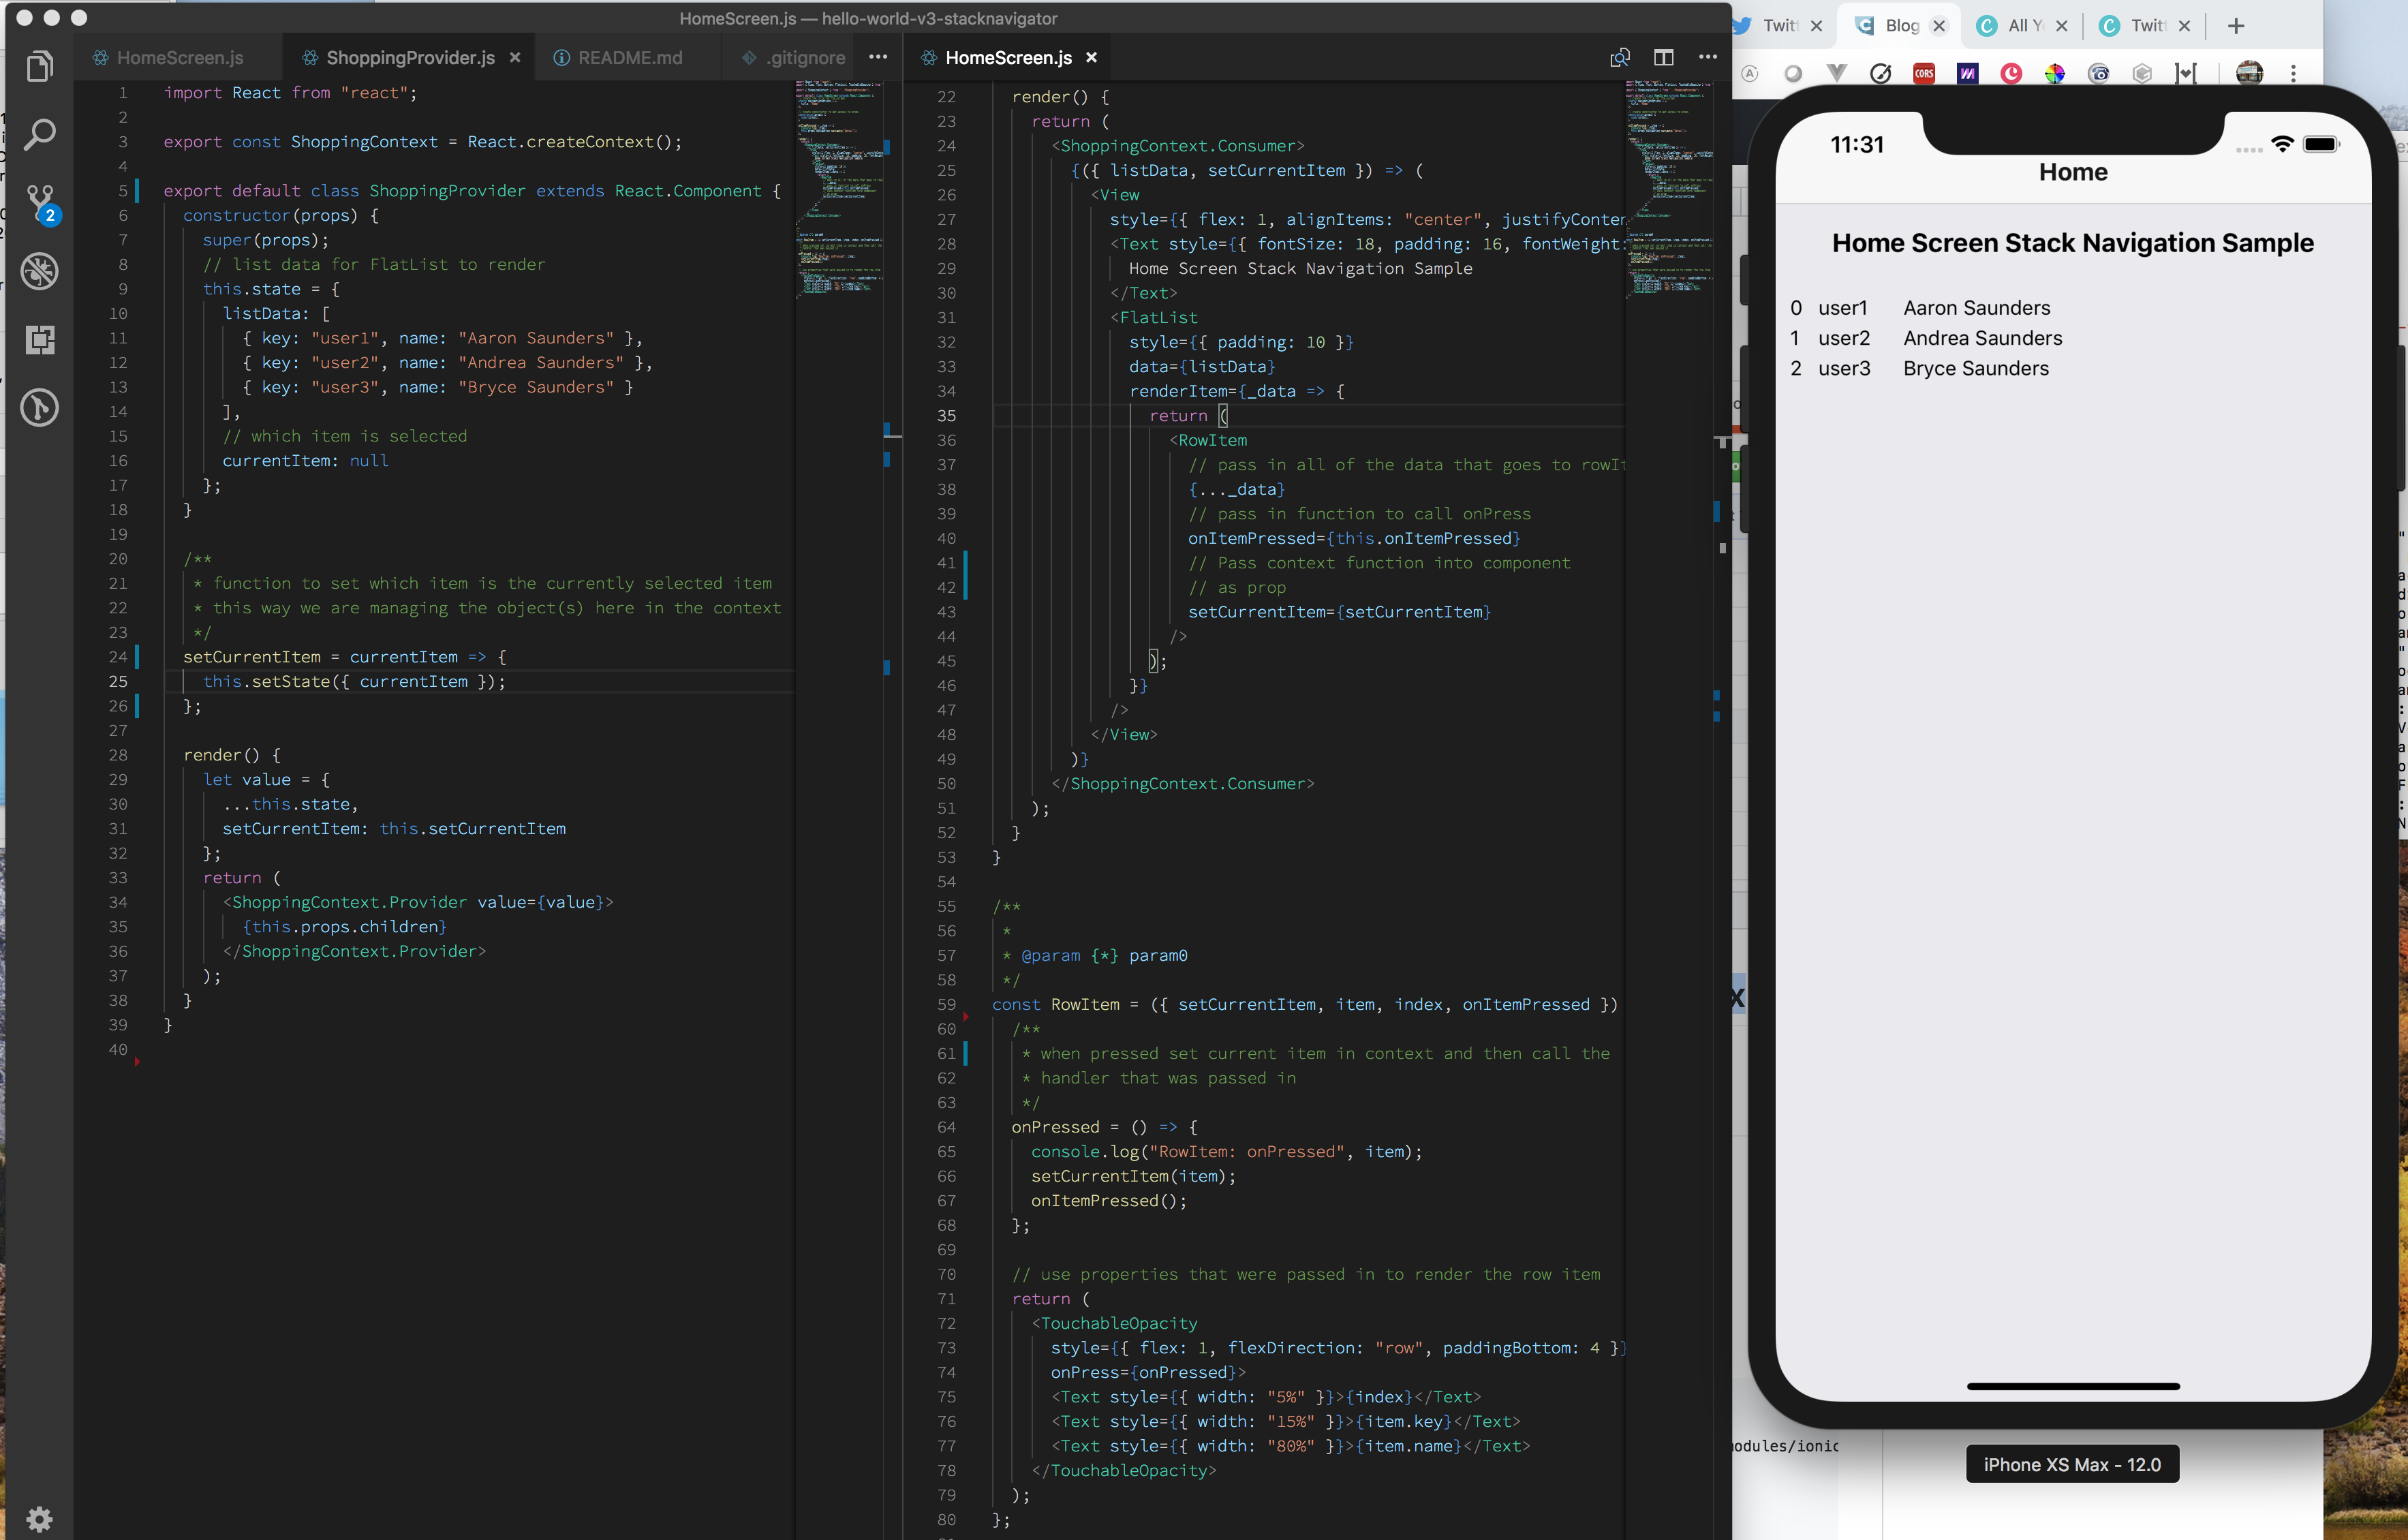 HomeScreen.js — hello-world-v3-stacknavigator
HomeScreen.js
ShoppingProvider.js
README.md
.gitignore
2
1 import React from "react";
2
3 export const ShoppingContext = React.createContext();
4
5 export default class ShoppingProvider extends React.Component {
6 constructor(props) {
7 super(props);
8 // list data for FlatList to render
9 this.state = {
10 listData: [
11 { key: "user1", name: "Aaron Saunders" },
12 { key: "user2", name: "Andrea Saunders" },
13 { key: "user3", name: "Bryce Saunders" }
14 ],
15 // which item is selected
16 currentItem: null
17 };
18 }
19
20 /**
21 * function to set which item is the currently selected item
22 * this way we are managing the object(s) here in the context
23 */
24 setCurrentItem = currentItem => {
25 this.setState({ currentItem });
26 };
27
28 render() {
29 let value = {
30 ...this.state,
31 setCurrentItem: this.setCurrentItem
32 };
33 return (
34 <ShoppingContext.Provider value={value}>
35 {this.props.children}
36 </ShoppingContext.Provider>
37 );
38 }
39 }
40
HomeScreen.js
22 render() {
23 return (
24 <ShoppingContext.Consumer>
25 {({ listData, setCurrentItem }) => (
26 <View
27 style={{ flex: 1, alignItems: "center", justifyConten
28 <Text style={{ fontSize: 18, padding: 16, fontWeight:
29 Home Screen Stack Navigation Sample
30 </Text>
31 <FlatList
32 style={{ padding: 10 }}
33 data={listData}
34 renderItem={_data => {
35 return (
36 <RowItem
37 // pass in all of the data that goes to rowIt
38 {..._data}
39 // pass in function to call onPress
40 onItemPressed={this.onItemPressed}
41 // Pass context function into component
42 // as prop
43 setCurrentItem={setCurrentItem}
44 />
45 );
46 }}
47 />
48 </View>
49 )}
50 </ShoppingContext.Consumer>
51 );
52 }
53 }
54
55 /**
56 *
57 * @param {*} param0
58 */
59 const RowItem = ({ setCurrentItem, item, index, onItemPressed })
60 /**
61 * when pressed set current item in context and then call the
62 * handler that was passed in
63 */
64 onPressed = () => {
65 console.log("RowItem: onPressed", item);
66 setCurrentItem(item);
67 onItemPressed();
68 };
69
70 // use properties that were passed in to render the row item
71 return (
72 <TouchableOpacity
73 style={{ flex: 1, flexDirection: "row", paddingBottom: 4 }}
74 onPress={onPressed}>
75 <Text style={{ width: "5%" }}>{index}</Text>
76 <Text style={{ width: "15%" }}>{item.key}</Text>
77 <Text style={{ width: "80%" }}>{item.name}</Text>
78 </TouchableOpacity>
79 );
80 };
Twitt
Blog
All Y
Twitt
CORS
11:31
Home
Home Screen Stack Navigation Sample
0 user1 Aaron Saunders
1 user2 Andrea Saunders
2 user3 Bryce Saunders
odules/ionic
iPhone XS Max - 12.0